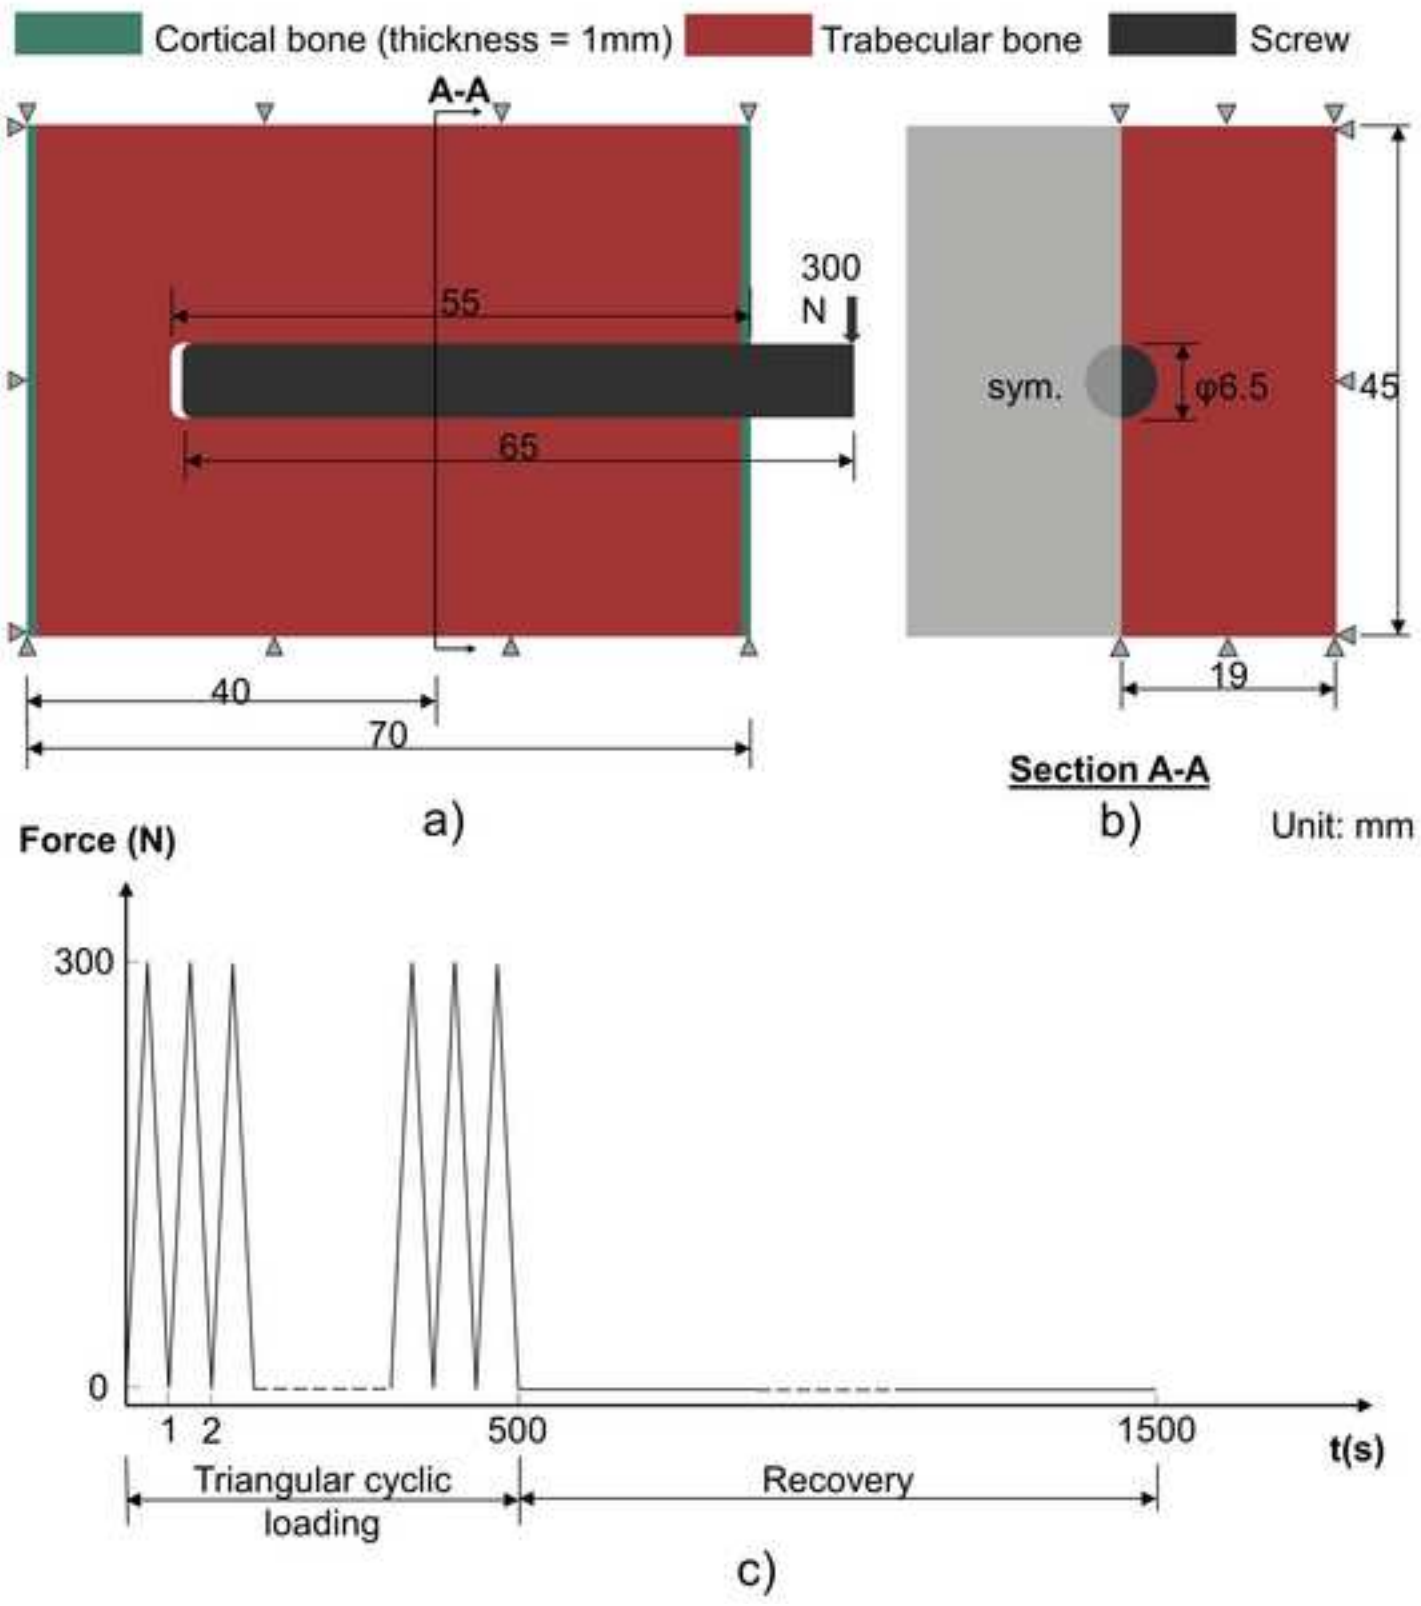 Cortical bone (thickness = 1mm)
Trabecular bone
Screw
A-A
300
N
55
65
40
70
a)
sym.
φ6.5
45
19
Section A-A
b)
Unit: mm
Force (N)
300
0
1
2
500
1500
t(s)
Triangular cyclic
loading
Recovery
c)